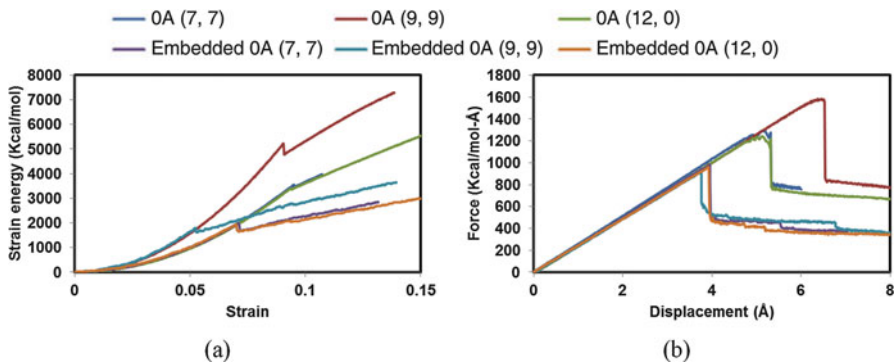 0A (7, 7) 0A (9, 9) 0A (12, 0)
Embedded 0A (7, 7) Embedded 0A (9, 9) Embedded 0A (12, 0)
Strain energy (Kcal/mol)
8000
7000
6000
5000
4000
3000
2000
1000
0
0 0.05 0.1 0.15
Strain
(a)
Force (Kcal/mol-Å)
1800
1600
1400
1200
1000
800
600
400
200
0
0 2 4 6 8
Displacement (Å)
(b)